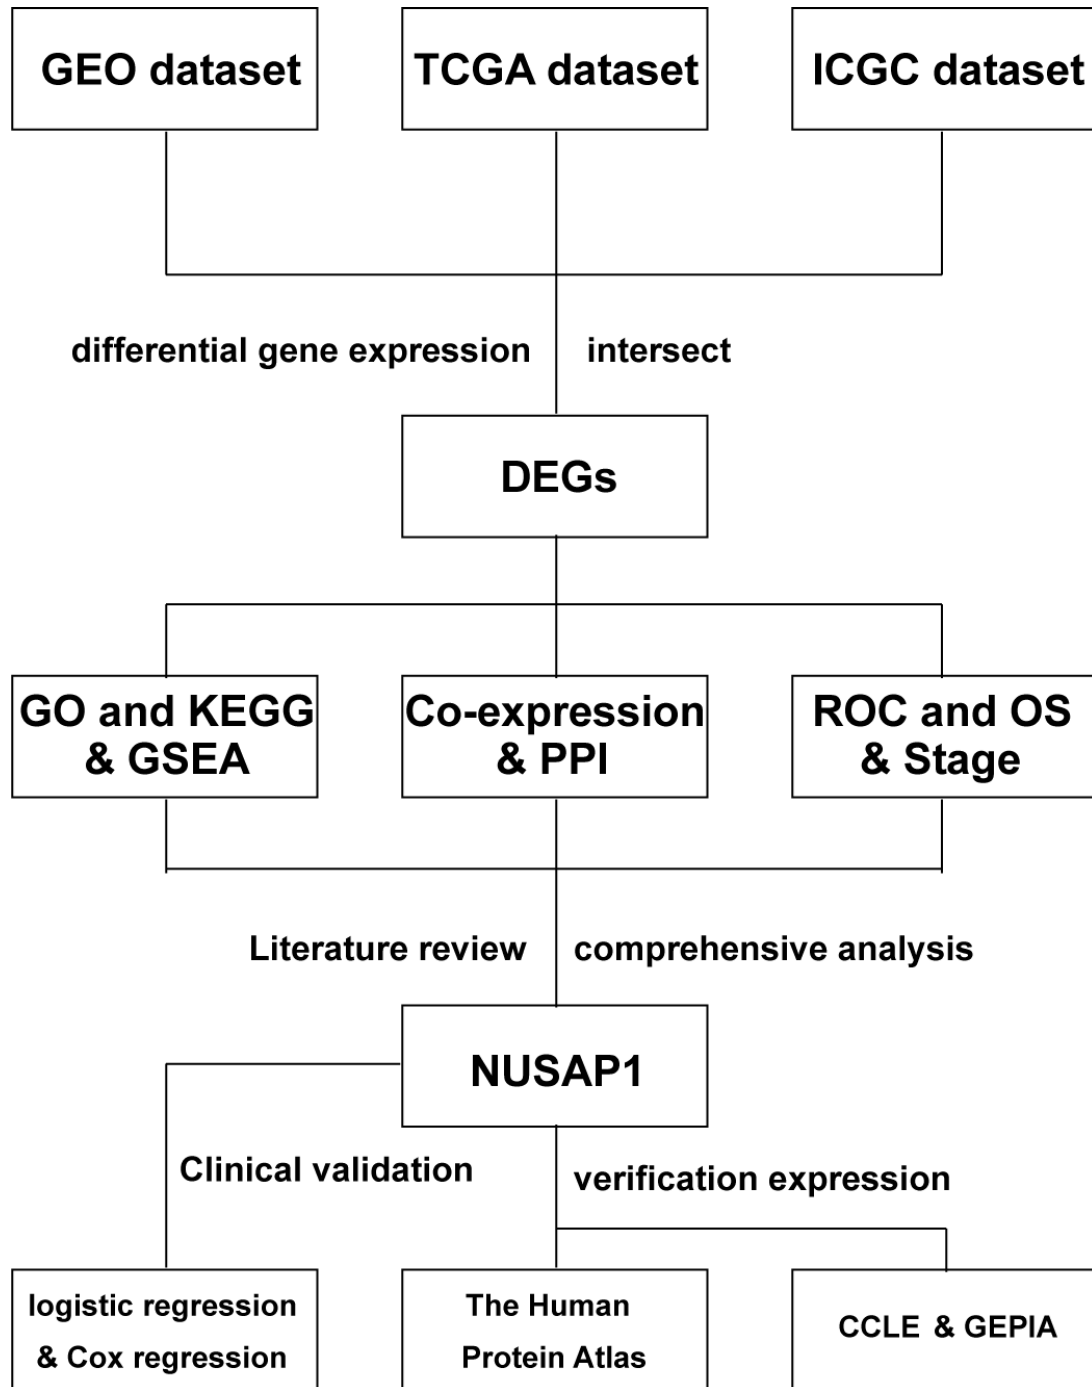 GEO dataset
TCGA dataset
ICGC dataset
differential gene expression
intersect
DEGs
GO and KEGG
& GSEA
Co-expression
& PPI
ROC and OS
& Stage
Literature review
comprehensive analysis
NUSAP1
Clinical validation
verification expression
logistic regression
& Cox regression
The Human
Protein Atlas
CCLE & GEPIA